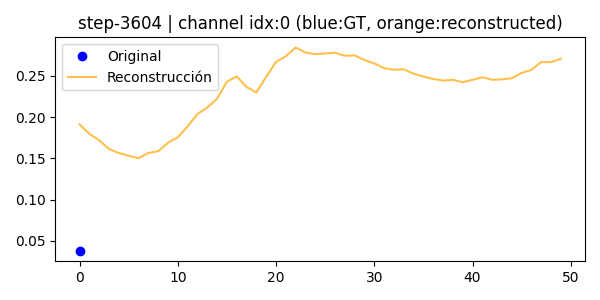 step-3604 | channel idx:0 (blue:GT, orange:reconstructed)
Original
Reconstrucción
0.25
0.20
0.15
0.10
0.05
0 10 20 30 40 50